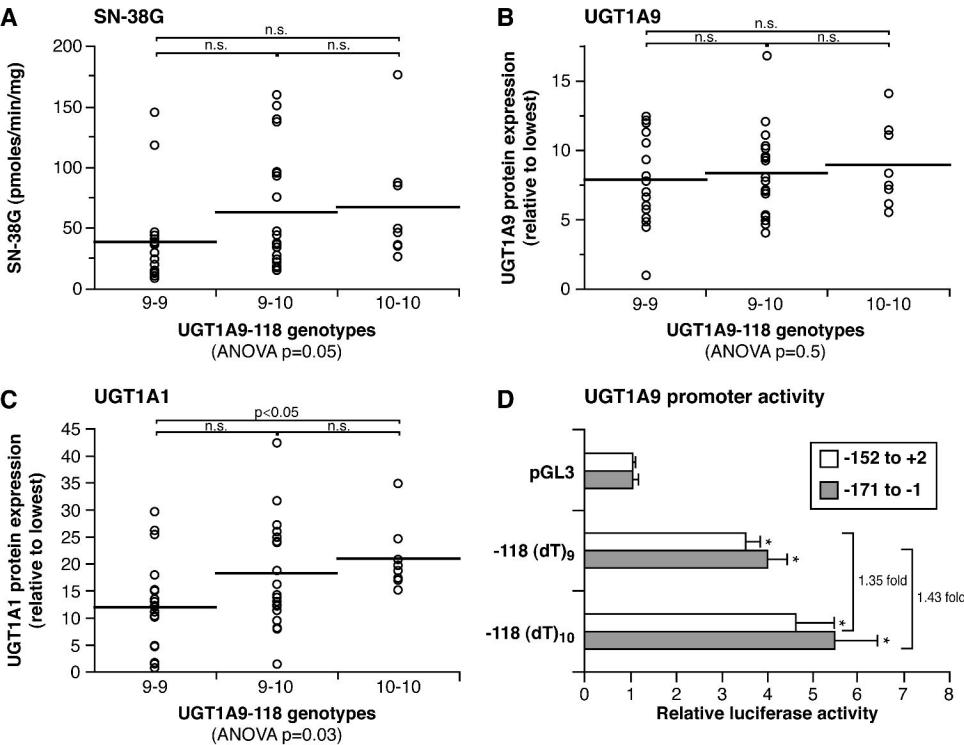 A
SN-38G
n.s.
n.s.
n.s.
SN-38G (pmoles/min/mg)
200
150
100
50
0
9-9
9-10
10-10
UGT1A9-118 genotypes
(ANOVA p=0.05)
B
UGT1A9
n.s.
n.s.
n.s.
UGT1A9 protein expression
(relative to lowest)
15
10
5
0
9-9
9-10
10-10
UGT1A9-118 genotypes
(ANOVA p=0.5)
C
UGT1A1
p<0.05
n.s.
n.s.
UGT1A1 protein expression
(relative to lowest)
45
40
35
30
25
20
15
10
5
0
9-9
9-10
10-10
UGT1A9-118 genotypes
(ANOVA p=0.03)
D
UGT1A9 promoter activity
-152 to +2
-171 to -1
pGL3
-118 (dT)9
*
*
-118 (dT)10
*
*
1.35 fold
1.43 fold
0 1 2 3 4 5 6 7 8
Relative luciferase activity